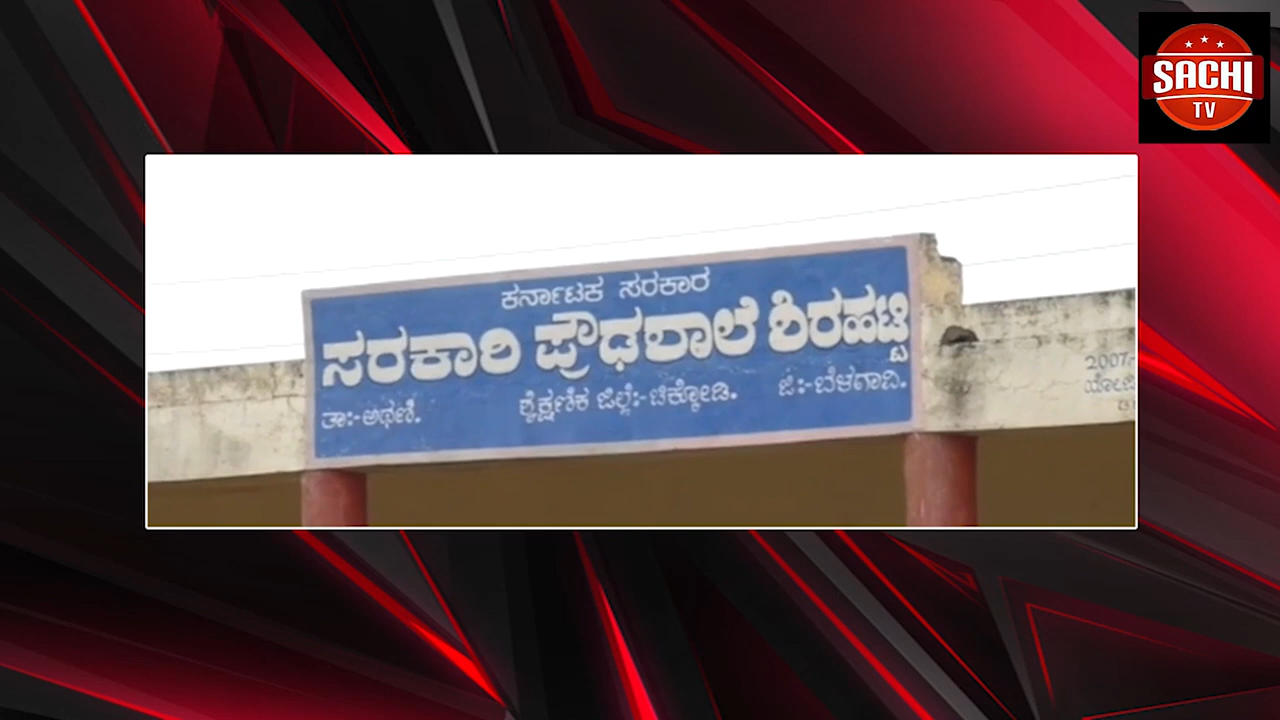 SACHI
TV
ಕರ್ನಾಟಕ ಸರಕಾರ
ಸರಕಾರಿ ಪ್ರೌಢಶಾಲೆ ಶಿರಹಟ್ಟಿ
ತಾ:-ಅಥಣಿ. ಶೈಕ್ಷಣಿಕ ಜಿಲ್ಲೆ:-ಚಿಕ್ಕೋಡಿ. ಜಿ:-ಬೆಳಗಾವಿ.
2007-